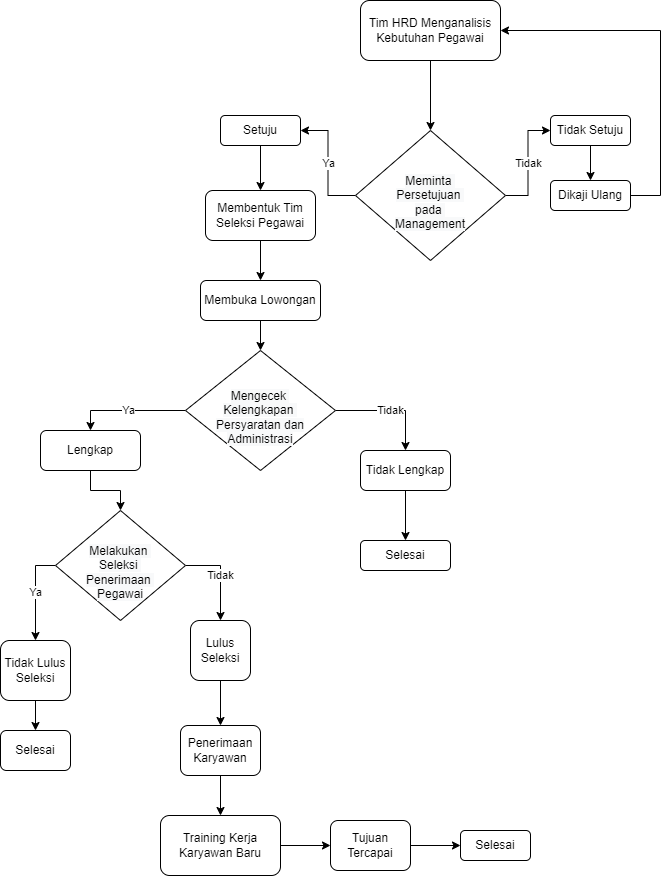 Tim HRD Menganalisis
Kebutuhan Pegawai
Setuju
Tidak Setuju
Ya
Tidak
Meminta
Persetujuan
pada
Management
Dikaji Ulang
Membentuk Tim
Seleksi Pegawai
Membuka Lowongan
Mengecek
Kelengkapan
Persyaratan dan
Administrasi
Ya
Tidak
Lengkap
Tidak Lengkap
Selesai
Melakukan
Seleksi
Penerimaan
Pegawai
Ya
Tidak
Tidak Lulus
Seleksi
Lulus
Seleksi
Selesai
Penerimaan
Karyawan
Training Kerja
Karyawan Baru
Tujuan
Tercapai
Selesai